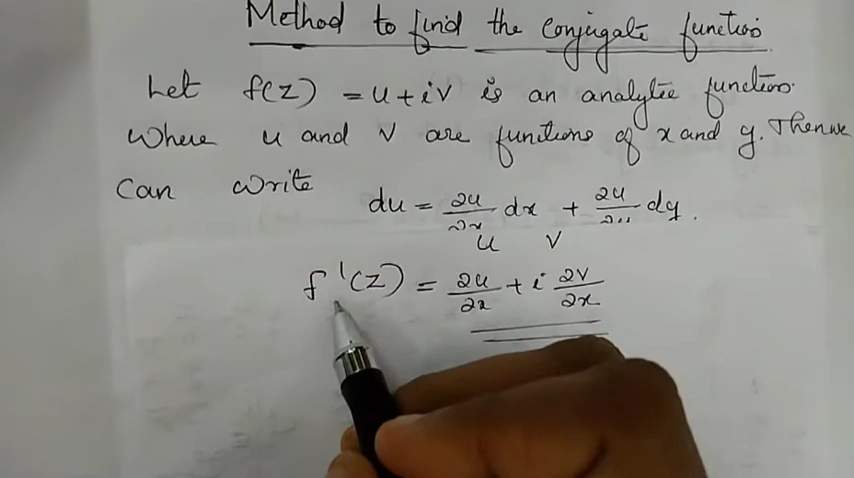 Method to find the conjugate function
Let f(z) = u + iv is an analytic function.
Where u and v are functions of x and y. Then we
can write
du = ∂u/∂x dx + ∂u/∂y dy.
u v
f'(z) = ∂u/∂x + i ∂v/∂x